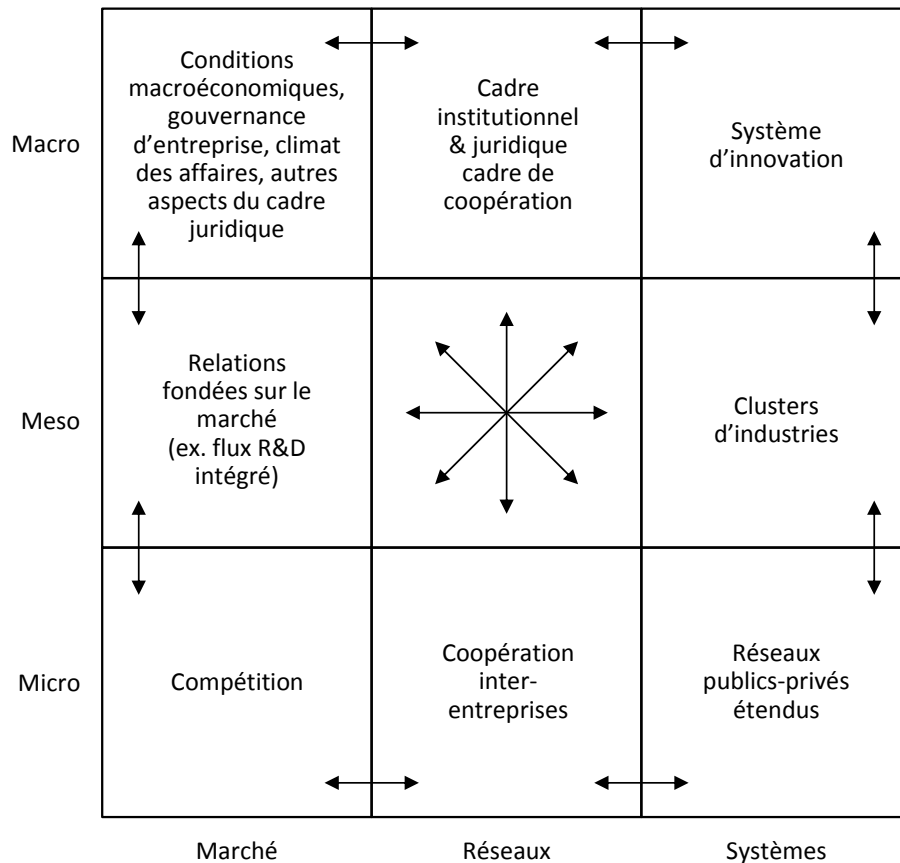 Macro
Conditions
macroéconomiques,
gouvernance
d'entreprise, climat
des affaires, autres
aspects du cadre
juridique
Cadre
institutionnel
& juridique
cadre de
coopération
Système
d'innovation
Meso
Relations
fondées sur le
marché
(ex. flux R&D
intégré)
Clusters
d'industries
Micro
Compétition
Coopération
inter-
entreprises
Réseaux
publics-privés
étendus
Marché
Réseaux
Systèmes